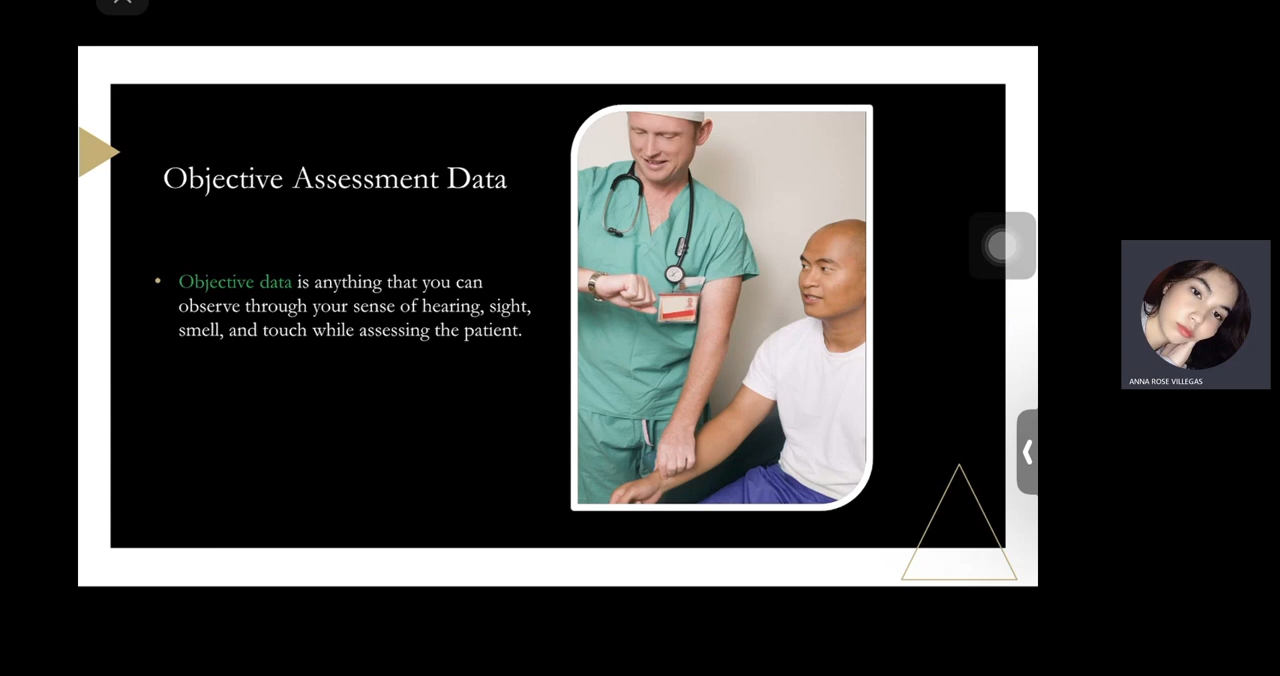 Objective Assessment Data
• Objective data is anything that you can
observe through your sense of hearing, sight,
smell, and touch while assessing the patient.
ANNA ROSE VILLEGAS